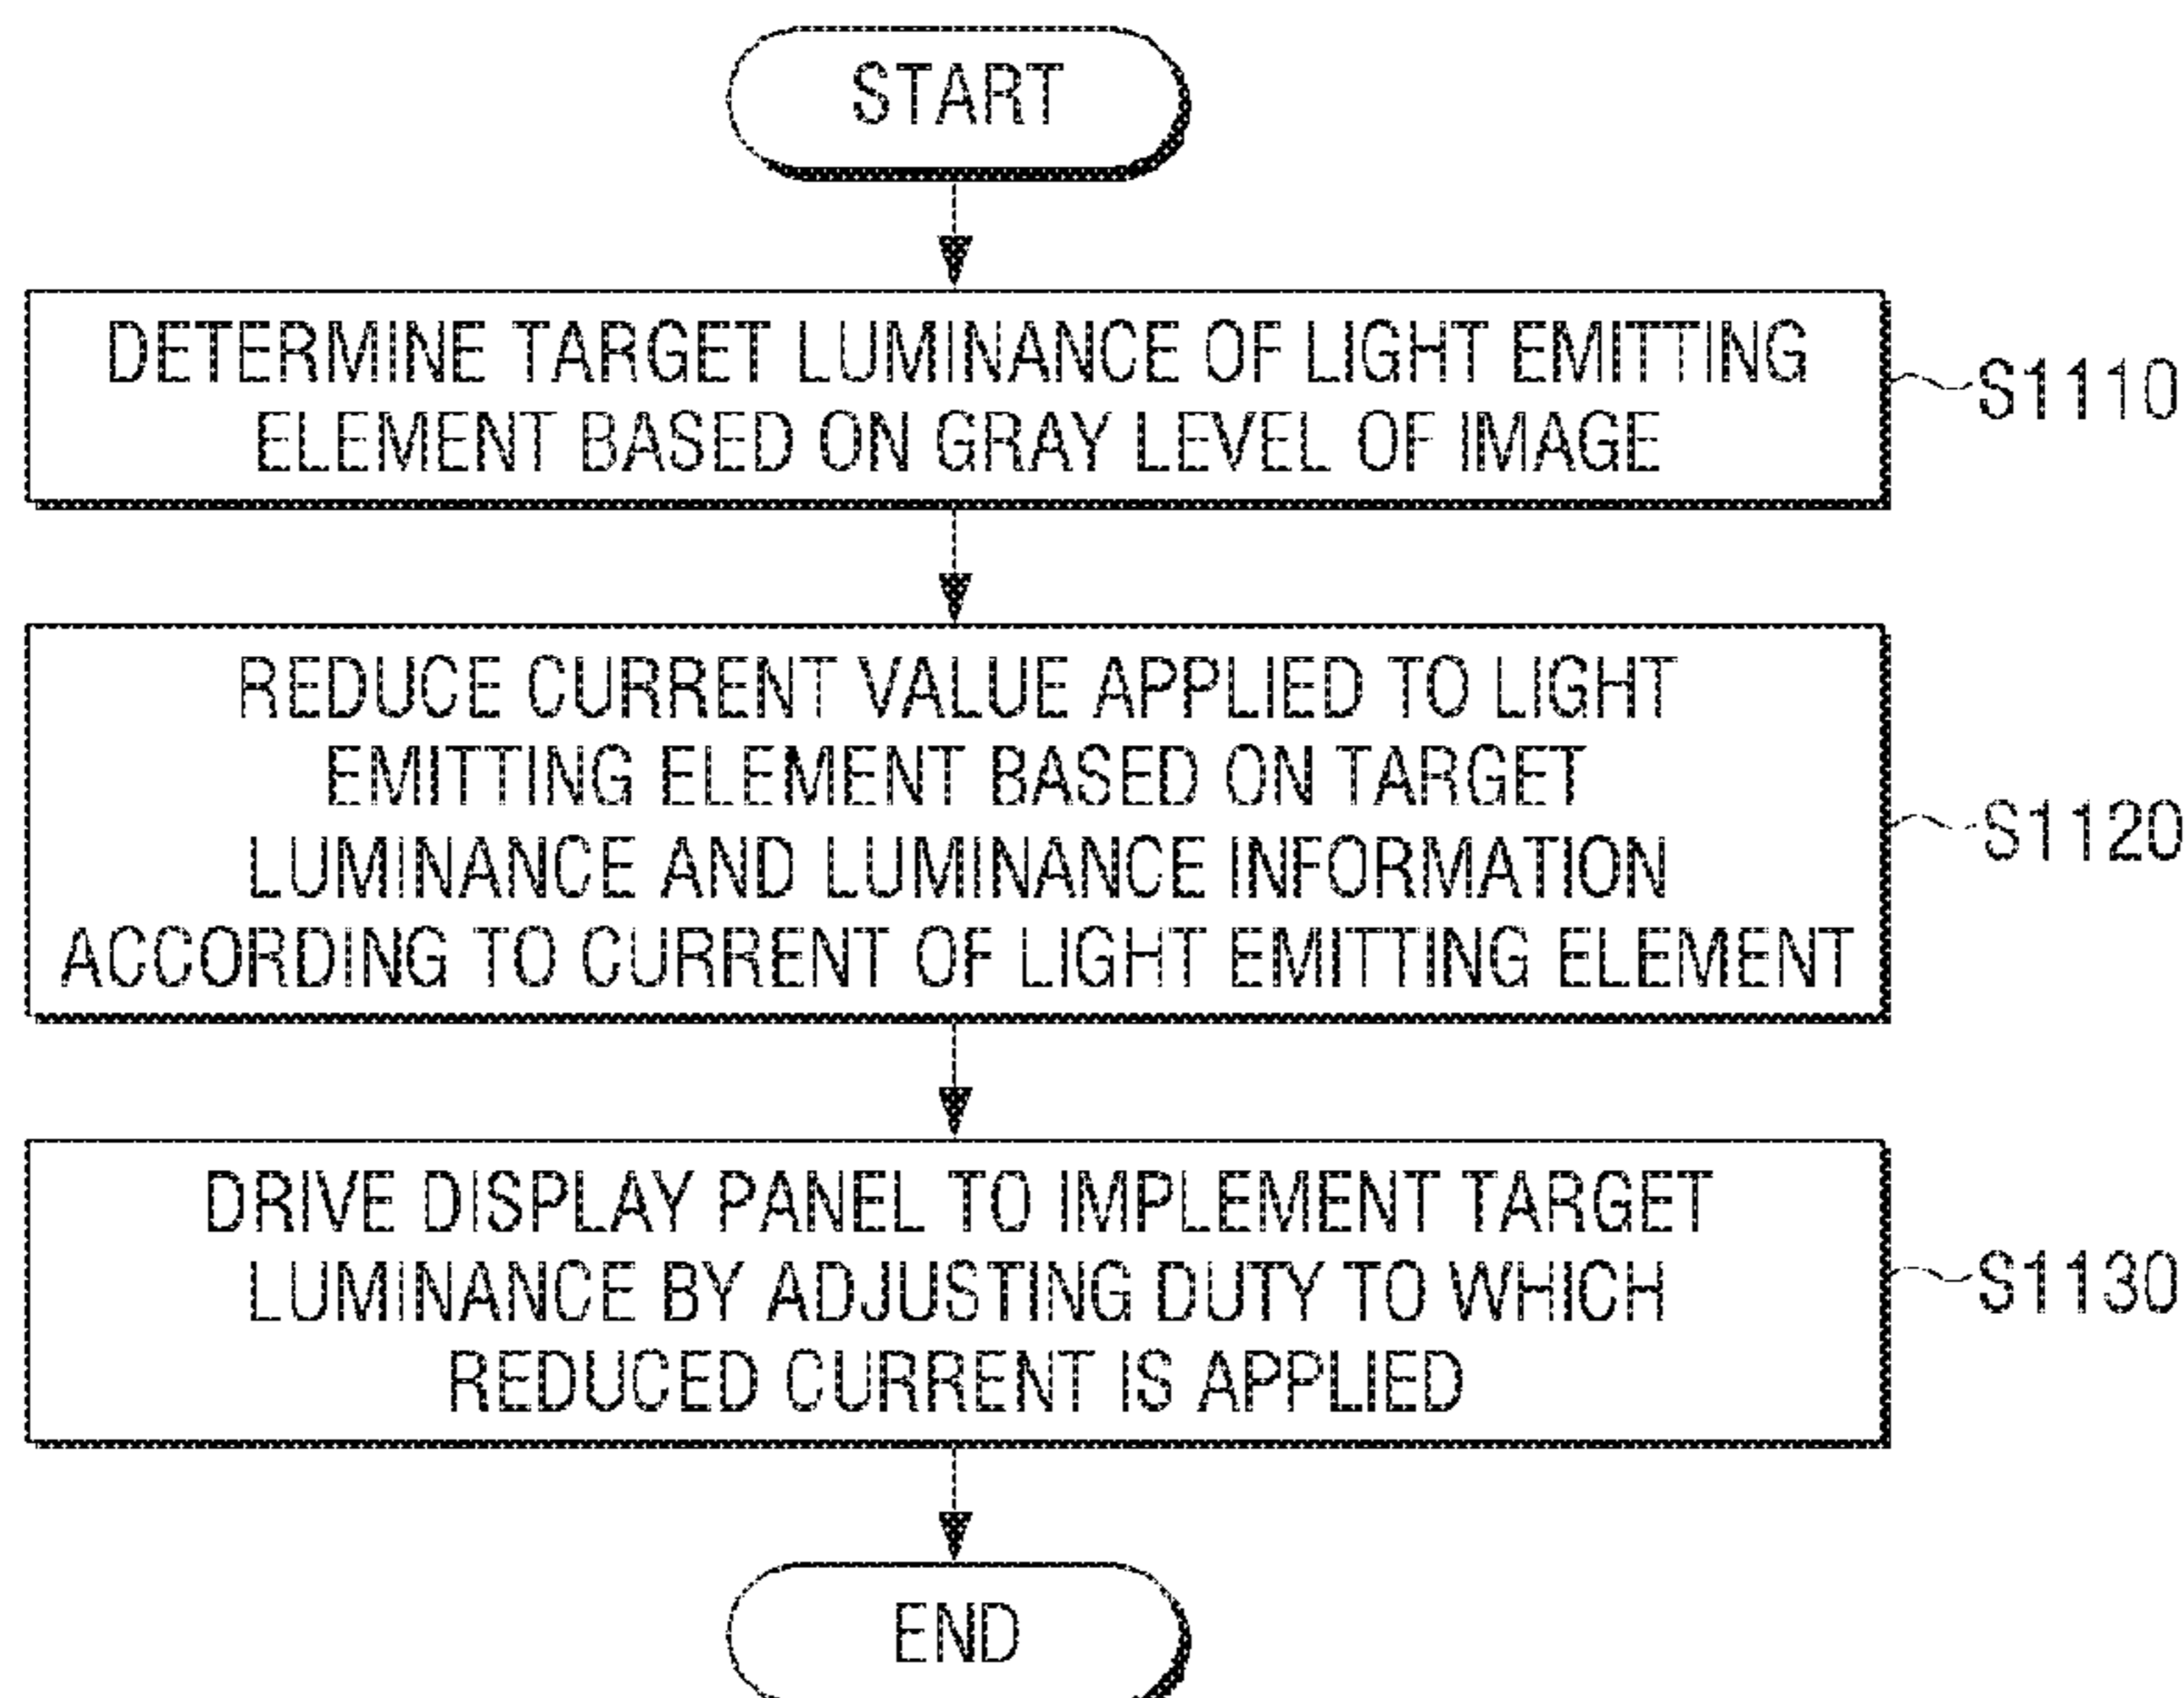 START
DETERMINE TARGET LUMINANCE OF LIGHT EMITTING
ELEMENT BASED ON GRAY LEVEL OF IMAGE
S1110
REDUCE CURRENT VALUE APPLIED TO LIGHT
EMITTING ELEMENT BASED ON TARGET
LUMINANCE AND LUMINANCE INFORMATION
ACCORDING TO CURRENT OF LIGHT EMITTING ELEMENT
S1120
DRIVE DISPLAY PANEL TO IMPLEMENT TARGET
LUMINANCE BY ADJUSTING DUTY TO WHICH
REDUCED CURRENT IS APPLIED
S1130
END